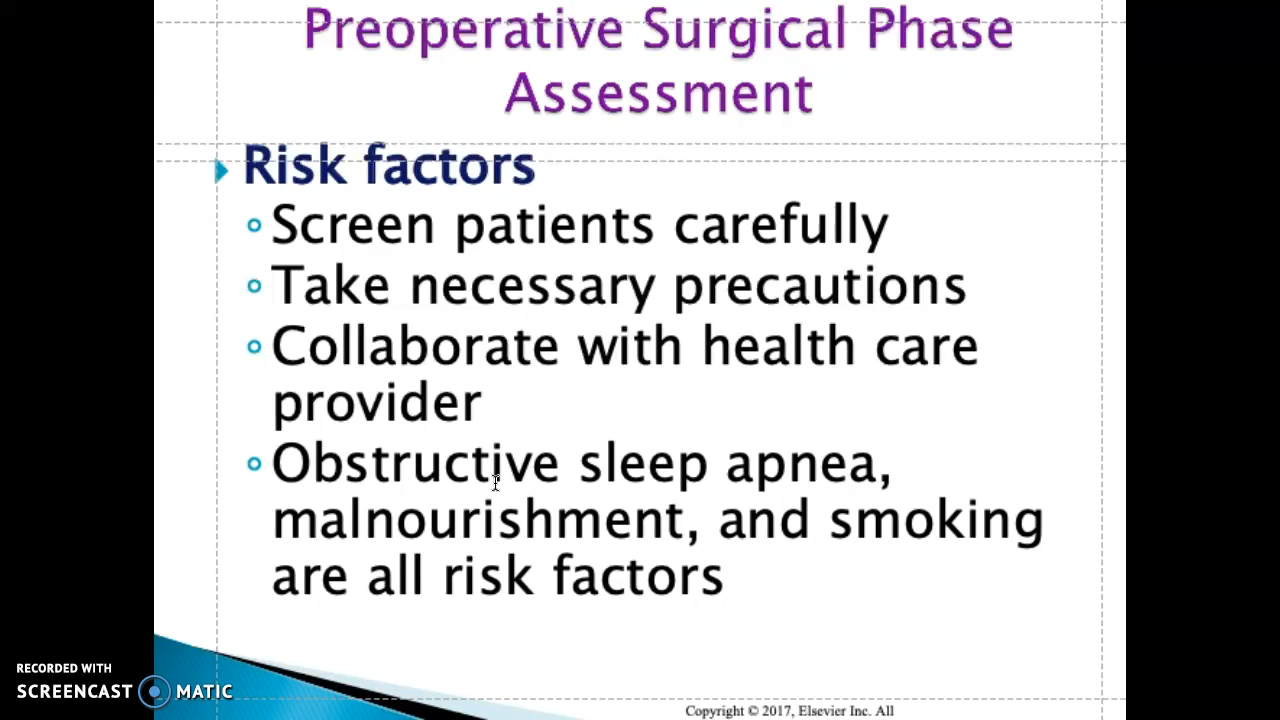 Preoperative Surgical Phase
Assessment
Risk factors
Screen patients carefully
Take necessary precautions
Collaborate with health care
provider
Obstructive sleep apnea,
malnourishment, and smoking
are all risk factors
RECORDED WITH
SCREENCAST MATIC
Copyright © 2017, Elsevier Inc. All